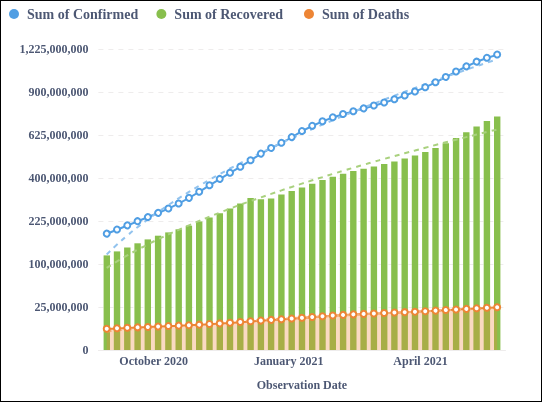 Sum of Confirmed Sum of Recovered Sum of Deaths
1,225,000,000
900,000,000
625,000,000
400,000,000
225,000,000
100,000,000
25,000,000
0
October 2020 January 2021 April 2021
Observation Date